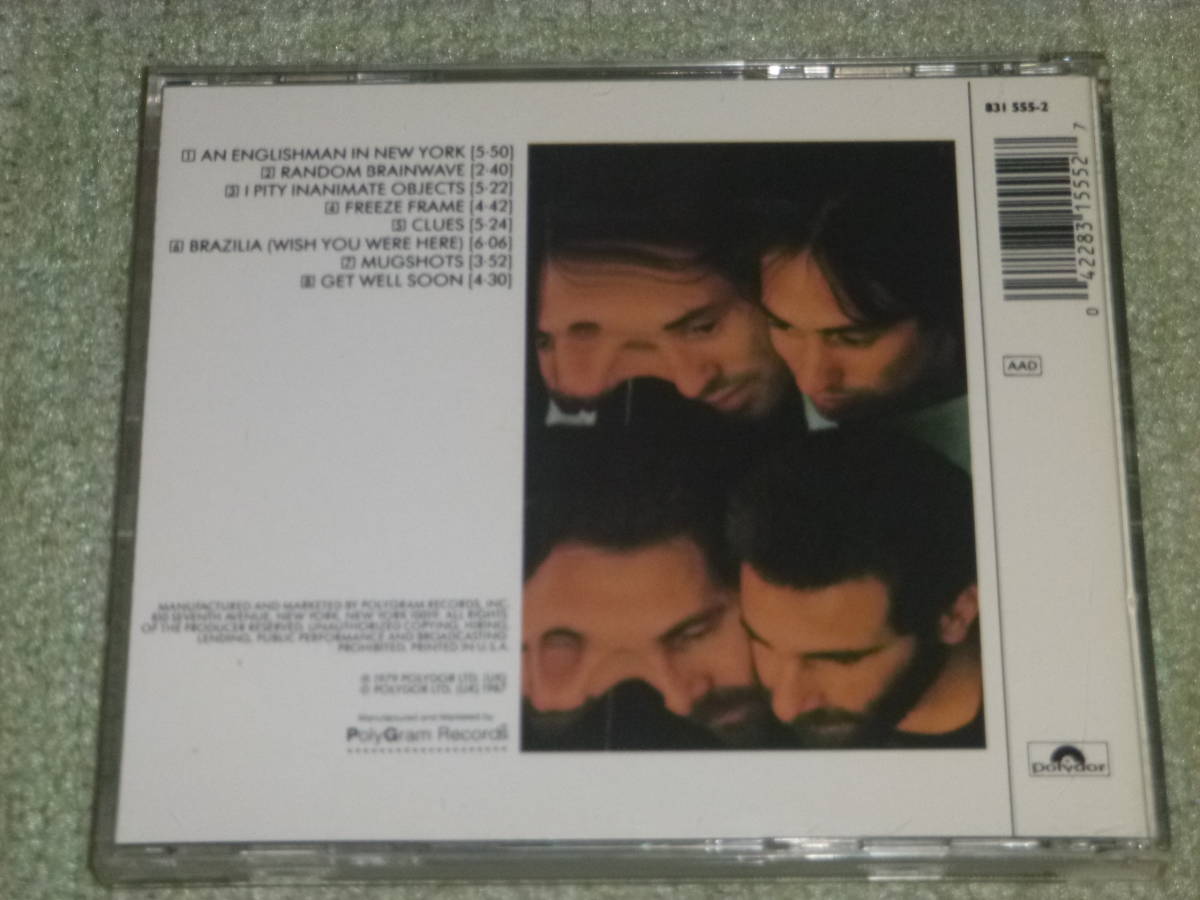 1 AN ENGLISHMAN IN NEW YORK [5·50]
2 RANDOM BRAINWAVE [2·40]
3 I PITY INANIMATE OBJECTS [5·22]
4 FREEZE FRAME [4·42]
5 CLUES [5·24]
6 BRAZILIA (WISH YOU WERE HERE) [6·06]
7 MUGSHOTS [3·52]
8 GET WELL SOON [4·30]
MANUFACTURED AND MARKETED BY POLYGRAM RECORDS, INC.
810 SEVENTH AVENUE, NEW YORK, NEW YORK 10019. ALL RIGHTS
OF THE PRODUCER RESERVED. UNAUTHORIZED COPYING, HIRING,
LENDING, PUBLIC PERFORMANCE AND BROADCASTING
PROHIBITED. PRINTED IN U.S.A.
℗ 1979 POLYDOR LTD. (UK)
© POLYDOR LTD. (UK) 1987
Manufactured and Marketed by
PolyGram Records
831 555-2
0 42283 15552 7
AAD
polydor